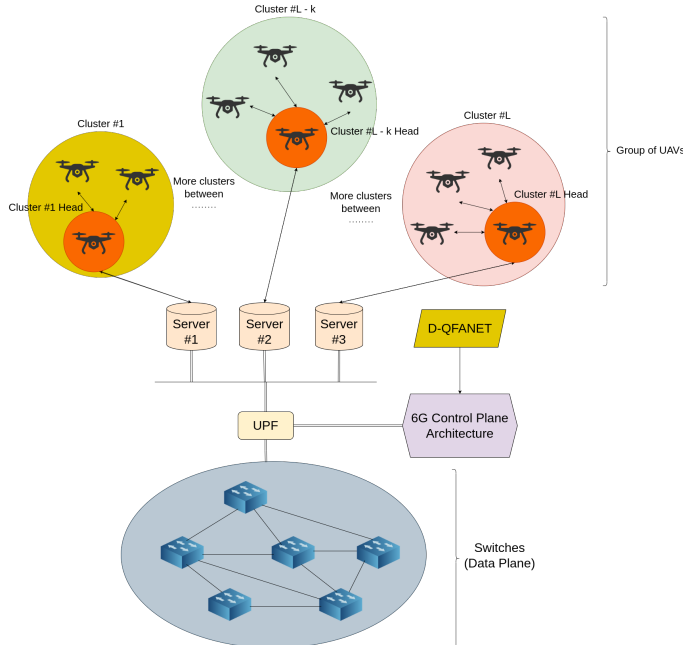 Cluster #L - k
Cluster #1
Cluster #L
Cluster #L - k Head
Group of UAVs
More clusters
between
........
More clusters
between
........
Cluster #1 Head
Cluster #L Head
Server
#1
Server
#2
Server
#3
D-QFANET
UPF
6G Control Plane
Architecture
Switches
(Data Plane)